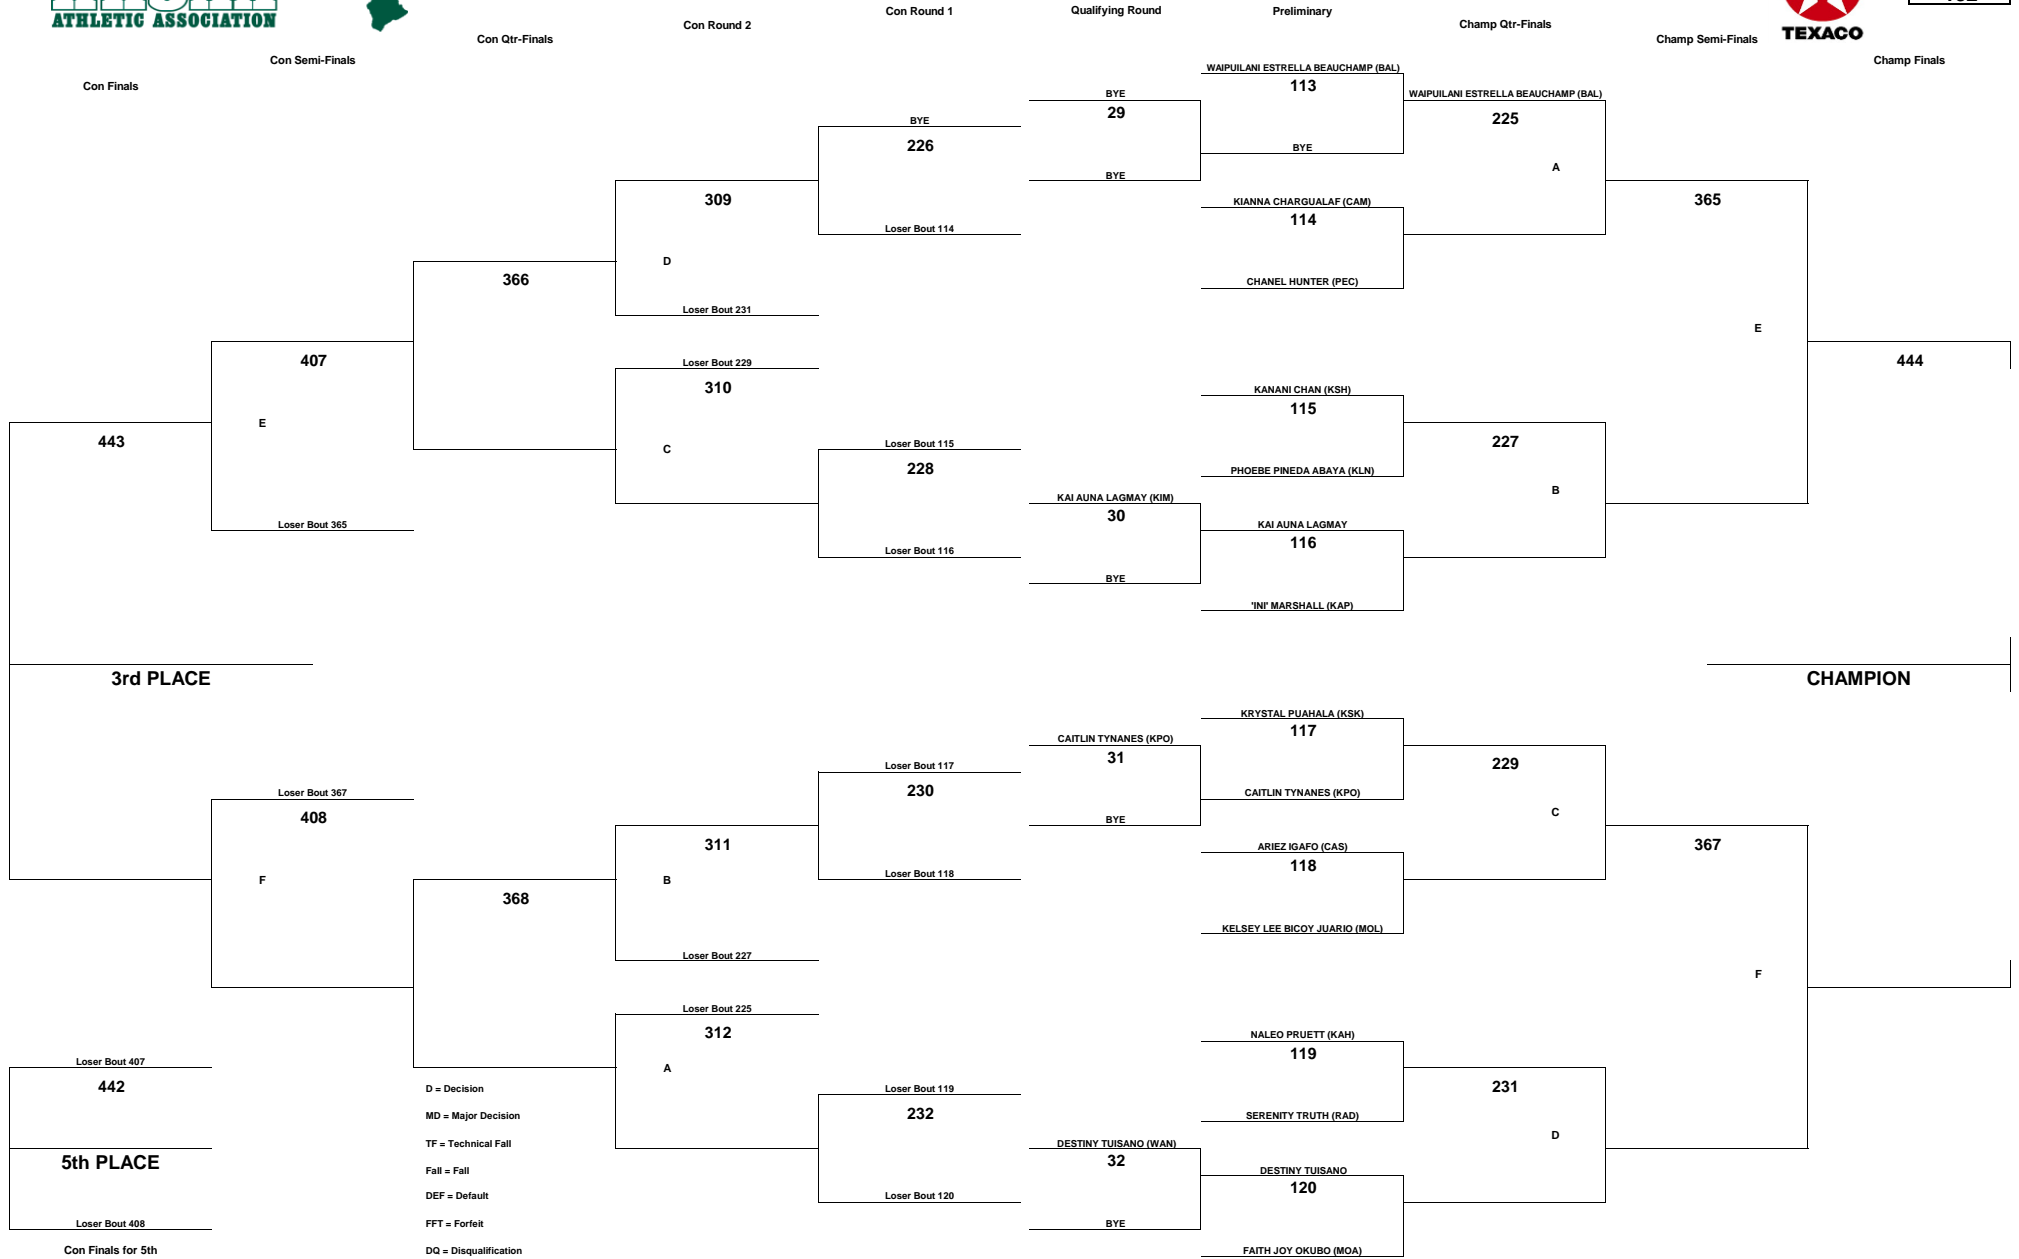 ATHLETIC ASSOCIATION
Con Round 1
Qualifying Round
Preliminary
Con Round 2
Champ Qtr-Finals
TEXACO
Con Qtr-Finals
Champ Semi-Finals
Con Semi-Finals
Champ Finals
Con Finals
WAIPUILANI ESTRELLA BEAUCHAMP (BAL)
113
BYE
WAIPUILANI ESTRELLA BEAUCHAMP (BAL)
29
225
BYE
226
BYE
A
BYE
309
KIANNA CHARGUALAF (CAM)
365
114
Loser Bout 114
D
366
CHANEL HUNTER (PEC)
Loser Bout 231
E
407
Loser Bout 229
444
310
KANANI CHAN (KSH)
115
E
443
Loser Bout 115
227
C
228
PHOEBE PINEDA ABAYA (KLN)
B
KAI AUNA LAGMAY (KIM)
30
Loser Bout 365
KAI AUNA LAGMAY
116
Loser Bout 116
BYE
'INI' MARSHALL (KAP)
3rd PLACE
CHAMPION
KRYSTAL PUAHALA (KSK)
117
CAITLIN TYNANES (KPO)
31
Loser Bout 117
229
230
Loser Bout 367
CAITLIN TYNANES (KPO)
408
BYE
C
311
ARIEZ IGAFO (CAS)
367
118
F
B
Loser Bout 118
368
KELSEY LEE BICOY JUARIO (MOL)
Loser Bout 227
F
Loser Bout 225
312
NALEO PRUETT (KAH)
119
Loser Bout 407
A
442
D = Decision
Loser Bout 119
231
232
MD = Major Decision
SERENITY TRUTH (RAD)
D
TF = Technical Fall
DESTINY TUISANO (WAN)
5th PLACE
32
Fall = Fall
DESTINY TUISANO
120
DEF = Default
Loser Bout 120
Loser Bout 408
FFT = Forfeit
BYE
Con Finals for 5th
DQ = Disqualification
FAITH JOY OKUBO (MOA)